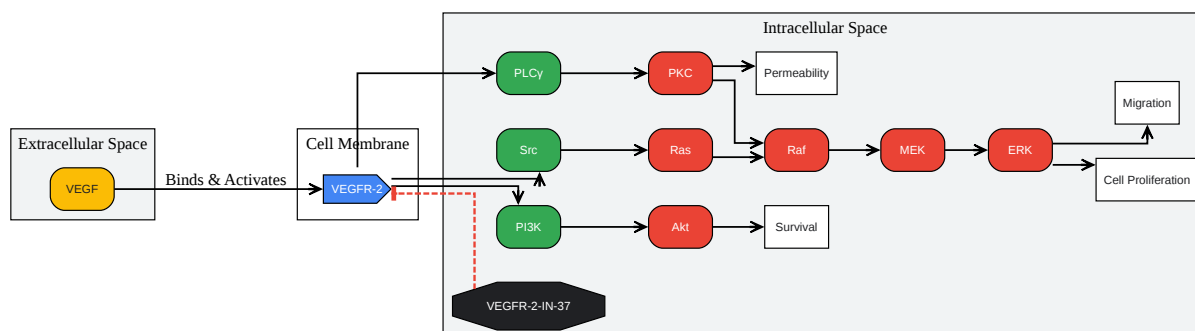 Intracellular Space
PLCγ
PKC
Permeability
Migration
Extracellular Space
Cell Membrane
Src
Ras
Raf
MEK
ERK
VEGF
Binds & Activates
VEGFR-2
Cell Proliferation
PI3K
Akt
Survival
VEGFR-2-IN-37